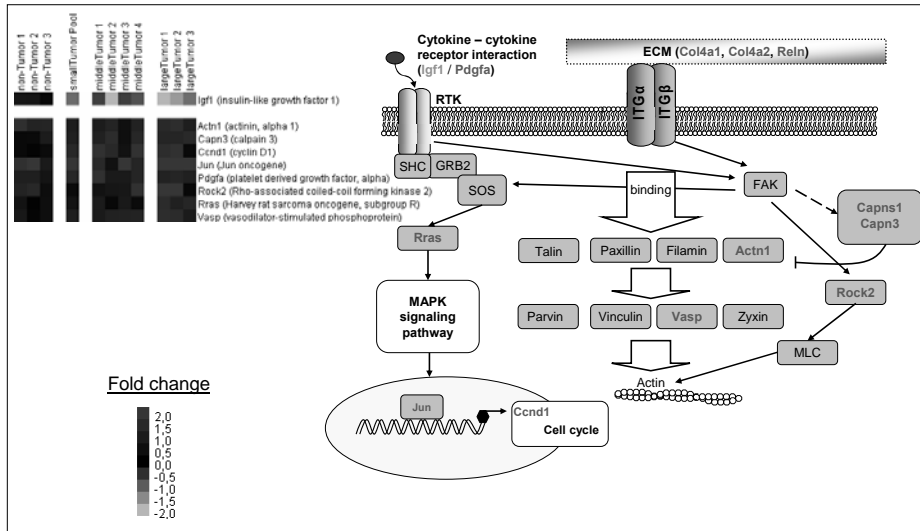 non-Tumor 1
non-Tumor 2
non-Tumor 3
smallTumor Pool
middleTumor 1
middleTumor 2
middleTumor 3
middleTumor 4
largeTumor 1
largeTumor 2
largeTumor 3
Igf1 (insulin-like growth factor 1)
Actn1 (actinin, alpha 1)
Capn3 (calpain 3)
Ccnd1 (cyclin D1)
Jun (Jun oncogene)
Pdgfa (platelet derived growth factor, alpha)
Rock2 (Rho-associated coiled-coil forming kinase 2)
Rras (Harvey rat sarcoma oncogene, subgroup R)
Vasp (vasodilator-stimulated phosphoprotein)
Cytokine – cytokine
receptor interaction
(Igf1 / Pdgfa)
ECM (Col4a1, Col4a2, Reln)
RTK
ITGα
ITGβ
SHC
GRB2
SOS
binding
FAK
Capns1
Capn3
Rras
Talin
Paxillin
Filamin
Actn1
Rock2
MAPK
signaling
pathway
Parvin
Vinculin
Vasp
Zyxin
MLC
Actin
Jun
Ccnd1
Cell cycle
Fold change
2,0
1,5
1,0
0,5
0,0
-0,5
-1,0
-1,5
-2,0